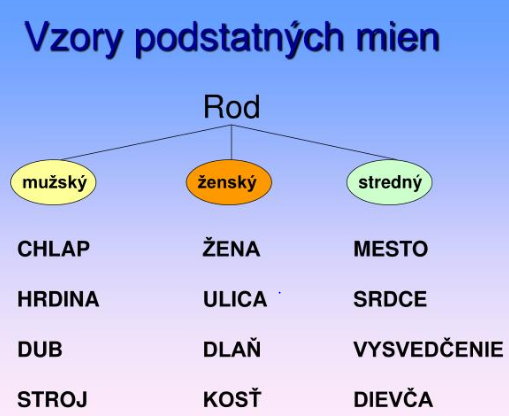 Vzory podstatných mien
Rod
mužský ženský stredný
CHLAP ŽENA MESTO
HRDINA ULICA SRDCE
DUB DLAŇ VYSVEDČENIE
STROJ KOSŤ DIEVČA